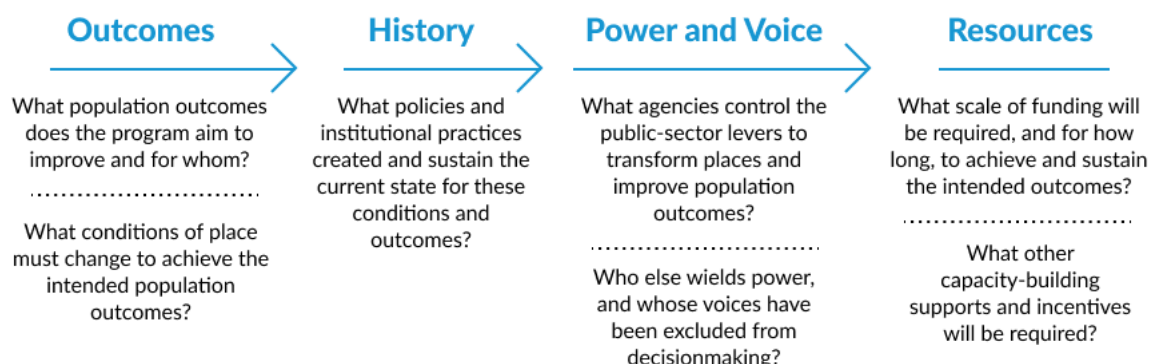 Outcomes
What population outcomes
does the program aim to
improve and for whom?
What conditions of place
must change to achieve the
intended population
outcomes?
History
What policies and
institutional practices
created and sustain the
current state for these
conditions and
outcomes?
Power and Voice
What agencies control the
public-sector levers to
transform places and
improve population
outcomes?
Who else wields power,
and whose voices have
been excluded from
decisionmaking?
Resources
What scale of funding will
be required, and for how
long, to achieve and sustain
the intended outcomes?
What other
capacity-building
supports and incentives
will be required?